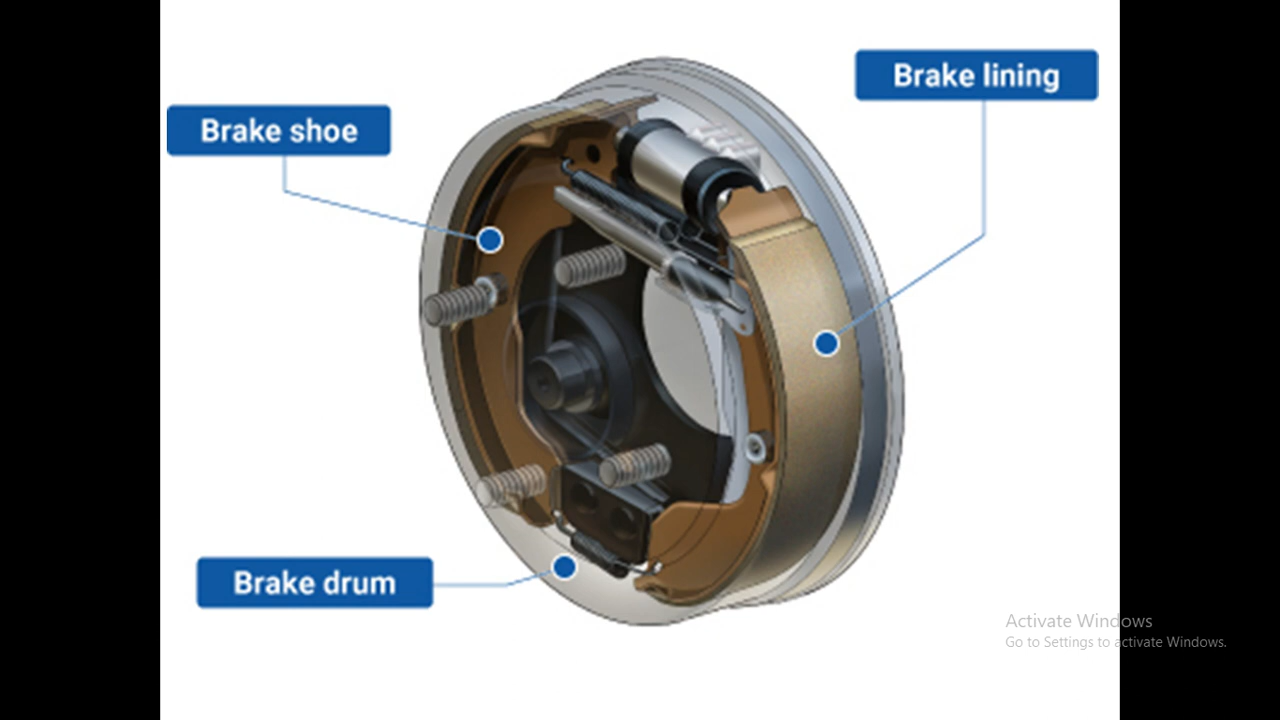 Brake lining
Brake shoe
Brake drum
Activate Windows
Go to Settings to activate Windows.